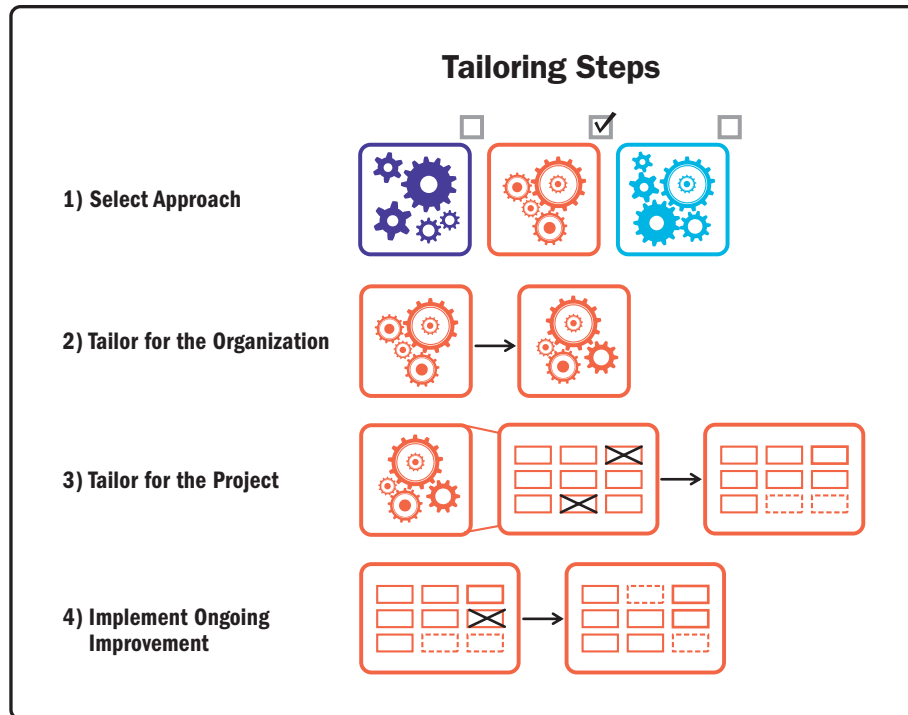 Tailoring Steps
1) Select Approach
2) Tailor for the Organization
3) Tailor for the Project
4) Implement Ongoing
Improvement